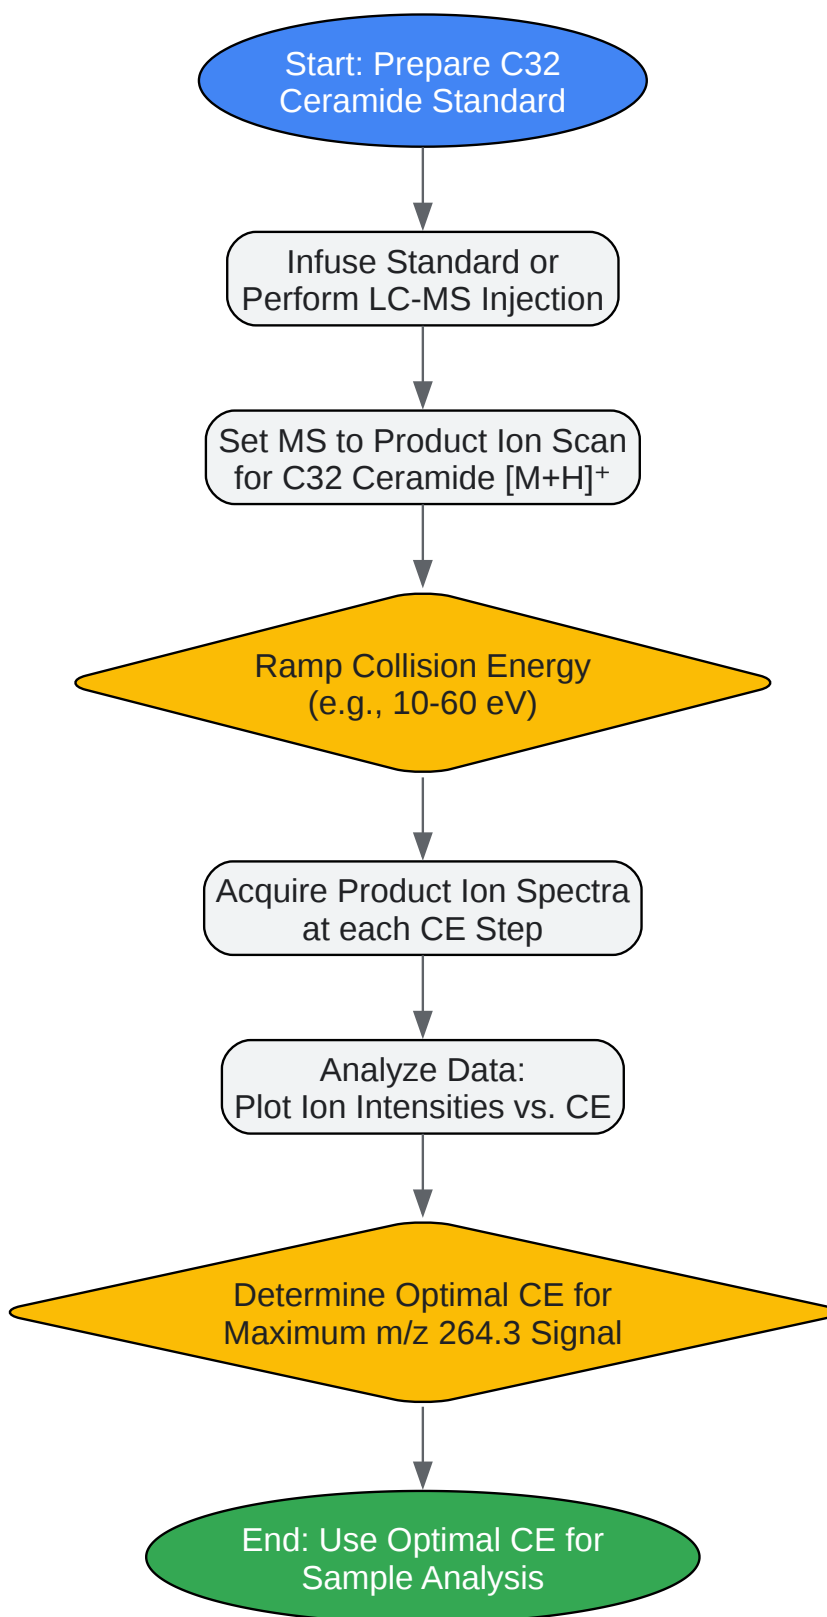 Start: Prepare C32
Ceramide Standard
Infuse Standard or
Perform LC-MS Injection
Set MS to Product Ion Scan
for C32 Ceramide [M+H]⁺
Ramp Collision Energy
(e.g., 10-60 eV)
Acquire Product Ion Spectra
at each CE Step
Analyze Data:
Plot Ion Intensities vs. CE
Determine Optimal CE for
Maximum m/z 264.3 Signal
End: Use Optimal CE for
Sample Analysis